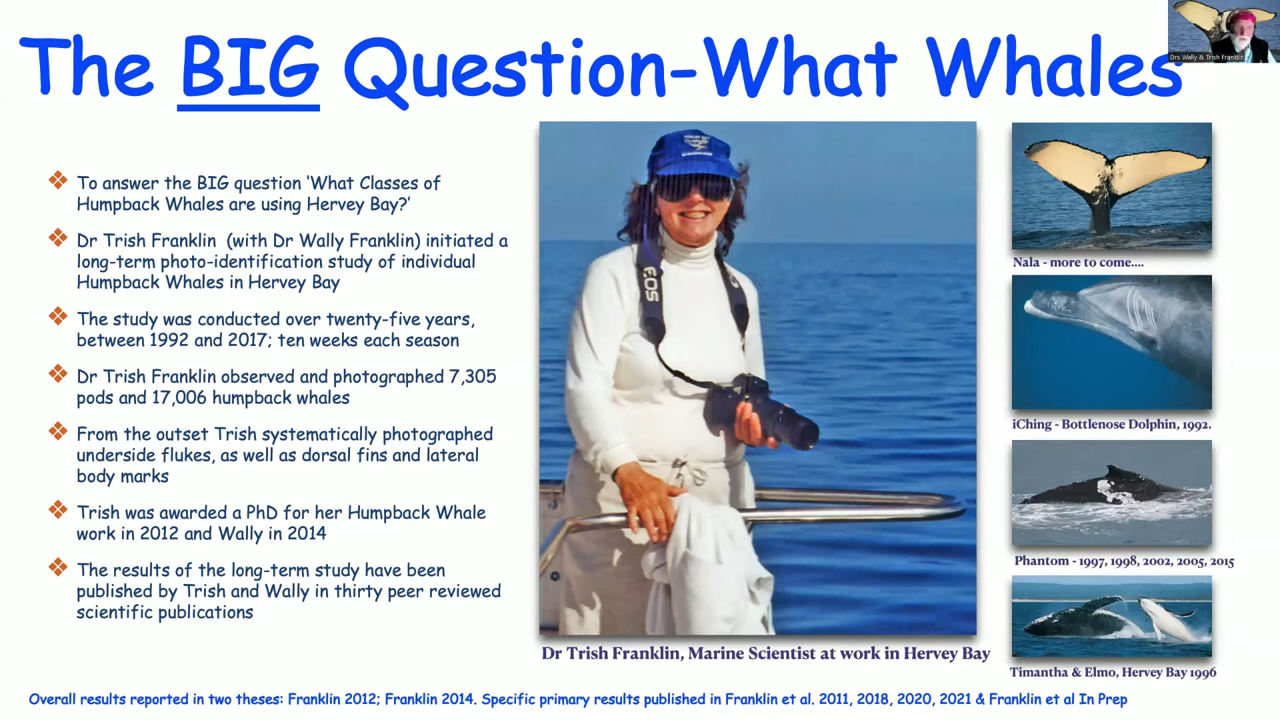 The BIG Question-What Whales
Drs Wally & Trish Franklin
❖ To answer the BIG question ‘What Classes of
Humpback Whales are using Hervey Bay?’
❖ Dr Trish Franklin (with Dr Wally Franklin) initiated a
long-term photo-identification study of individual
Humpback Whales in Hervey Bay
❖ The study was conducted over twenty-five years,
between 1992 and 2017; ten weeks each season
❖ Dr Trish Franklin observed and photographed 7,305
pods and 17,006 humpback whales
❖ From the outset Trish systematically photographed
underside flukes, as well as dorsal fins and lateral
body marks
❖ Trish was awarded a PhD for her Humpback Whale
work in 2012 and Wally in 2014
❖ The results of the long-term study have been
published by Trish and Wally in thirty peer reviewed
scientific publications
EOS
Dr Trish Franklin, Marine Scientist at work in Hervey Bay
Nala - more to come....
iChing - Bottlenose Dolphin, 1992.
Phantom - 1997, 1998, 2002, 2005, 2015
Timantha & Elmo, Hervey Bay 1996
Overall results reported in two theses: Franklin 2012; Franklin 2014. Specific primary results published in Franklin et al. 2011, 2018, 2020, 2021 & Franklin et al In Prep